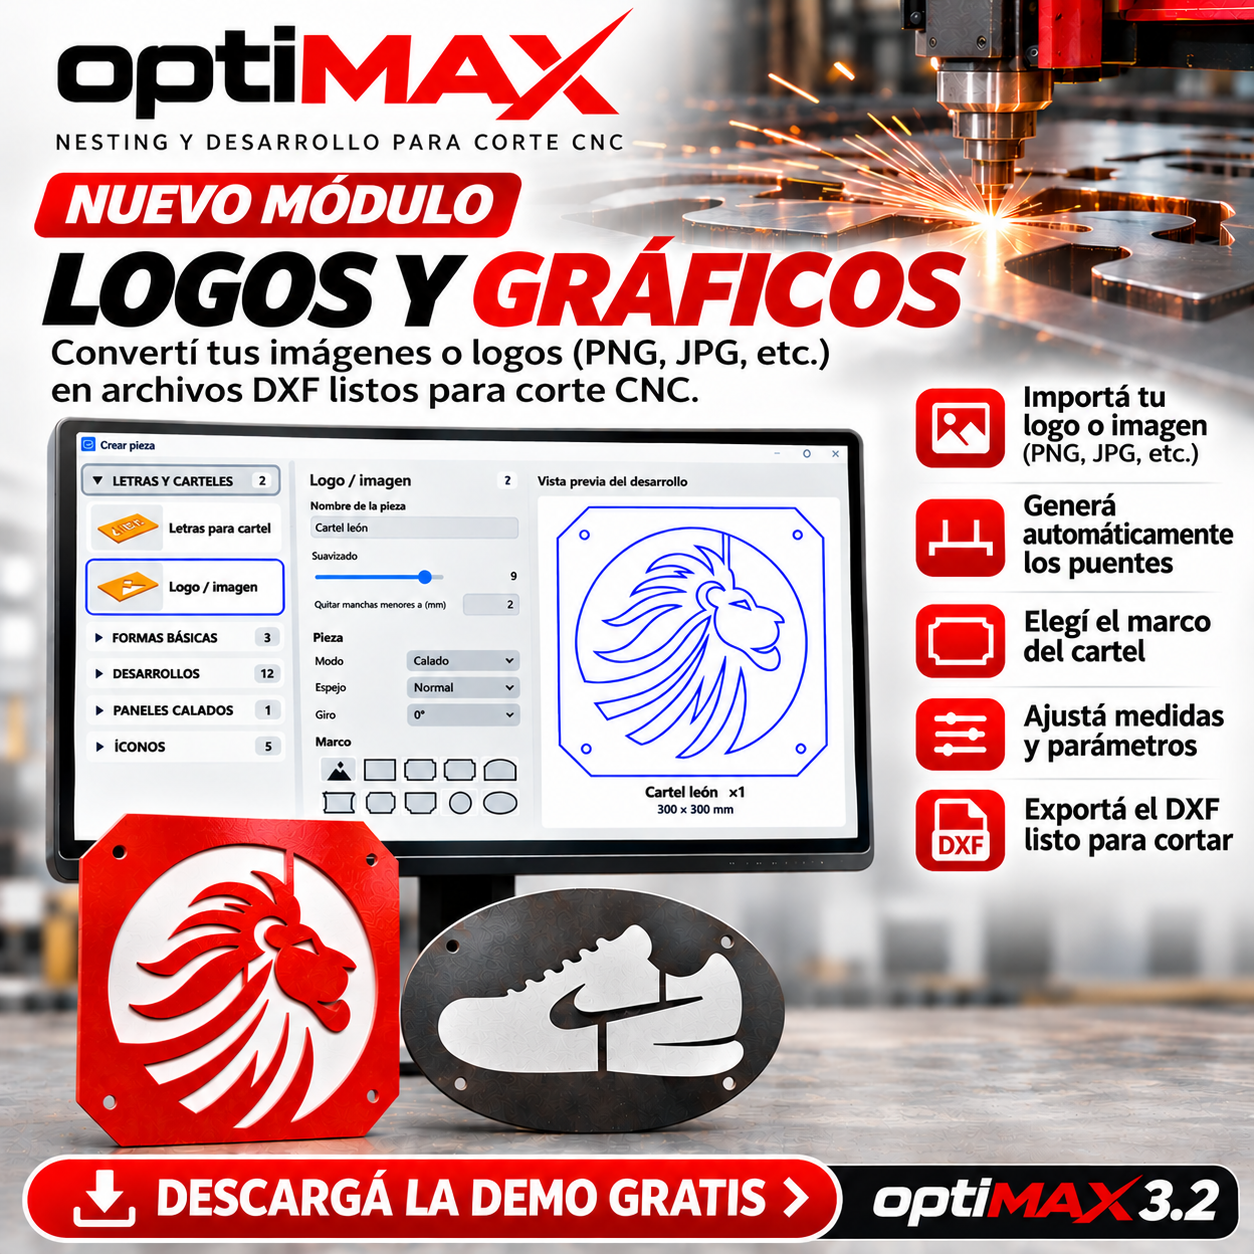 optiMAX
NESTING Y DESARROLLO PARA CORTE CNC
NUEVO MÓDULO
LOGOS Y GRÁFICOS
Convertí tus imágenes o logos (PNG, JPG, etc.)
en archivos DXF listos para corte CNC.
Crear pieza
LETRAS Y CARTELES 2
Letras para cartel
Logo / imagen
FORMAS BÁSICAS 3
DESARROLLOS 12
PANELES CALADOS 1
ÍCONOS 5
Logo / imagen 2
Nombre de la pieza
Cartel león
Suavizado
9
Quitar manchas menores a (mm) 2
Pieza
Modo Calado
Espejo Normal
Giro 0°
Marco
Vista previa del desarrollo
Cartel león ×1
300 × 300 mm
Importá tu
logo o imagen
(PNG, JPG, etc.)
Generá
automáticamente
los puentes
Elegí el marco
del cartel
Ajustá medidas
y parámetros
DXF
Exportá el DXF
listo para cortar
DESCARGÁ LA DEMO GRATIS
optiMAX 3.2